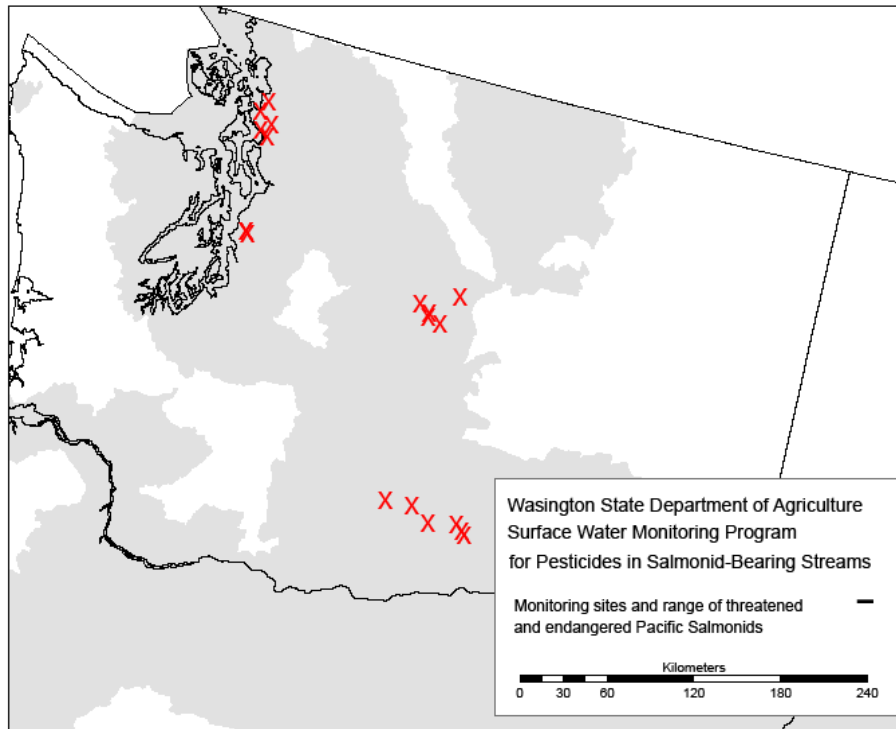 Wasington State Department of Agriculture
Surface Water Monitoring Program
for Pesticides in Salmonid-Bearing Streams
Monitoring sites and range of threatened
and endangered Pacific Salmonids
Kilometers
0 30 60 120 180 240